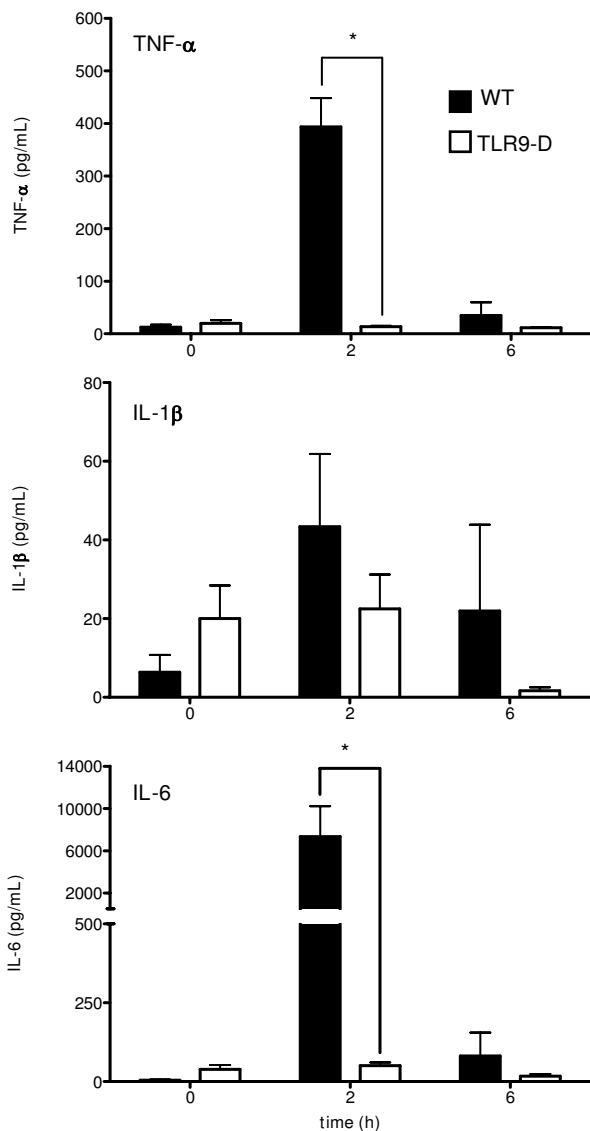 600
TNF-α
*
500
WT
400
TLR9-D
300
TNF-α (pg/mL)
200
100
0
0 2 6
80
IL-1β
60
40
IL-1β (pg/mL)
20
0
0 2 6
*
14000
IL-6
10000
6000
2000
IL-6 (pg/mL)
500
250
0
0 2 6
time (h)